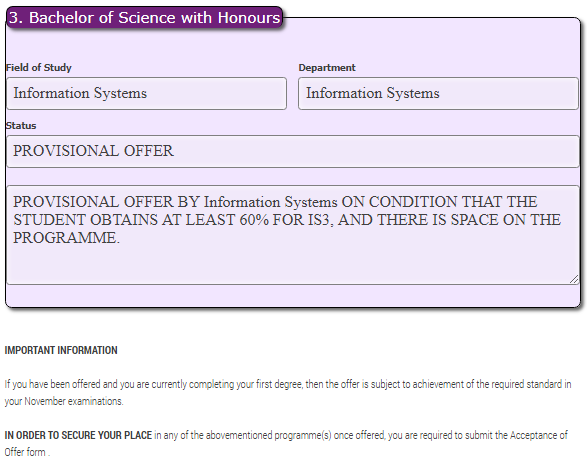 3. Bachelor of Science with Honours
Field of Study
Department
Information Systems
Information Systems
Status
PROVISIONAL OFFER
PROVISIONAL OFFER BY Information Systems ON CONDITION THAT THE
STUDENT OBTAINS AT LEAST 60% FOR IS3, AND THERE IS SPACE ON THE
PROGRAMME.
IMPORTANT INFORMATION
If you have been offered and you are currently completing your first degree, then the offer is subject to achievement of the required standard in
your November examinations.
IN ORDER TO SECURE YOUR PLACE in any of the abovementioned programme(s) once offered, you are required to submit the Acceptance of
Offer form .